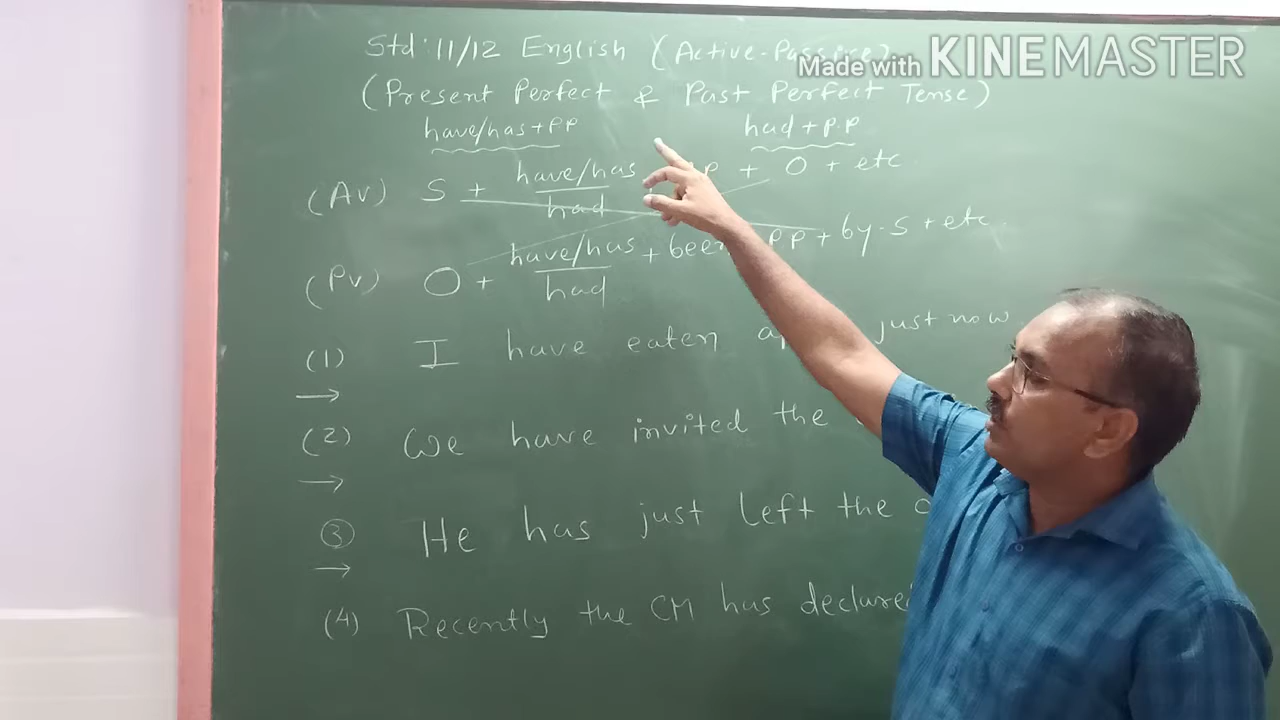 Std: 11/12 English (Active-Passive)
Made with KINEMASTER
(Present Perfect & Past Perfect Tense)
have/has+PP had+P.P
(AV) S + have/has P + O + etc
had
(PV) O + have/has + been PP + by.S + etc
had
(1) I have eaten just now
→
(2) We have invited the
→
(3) He has just left the
→
(4) Recently the CM has declared